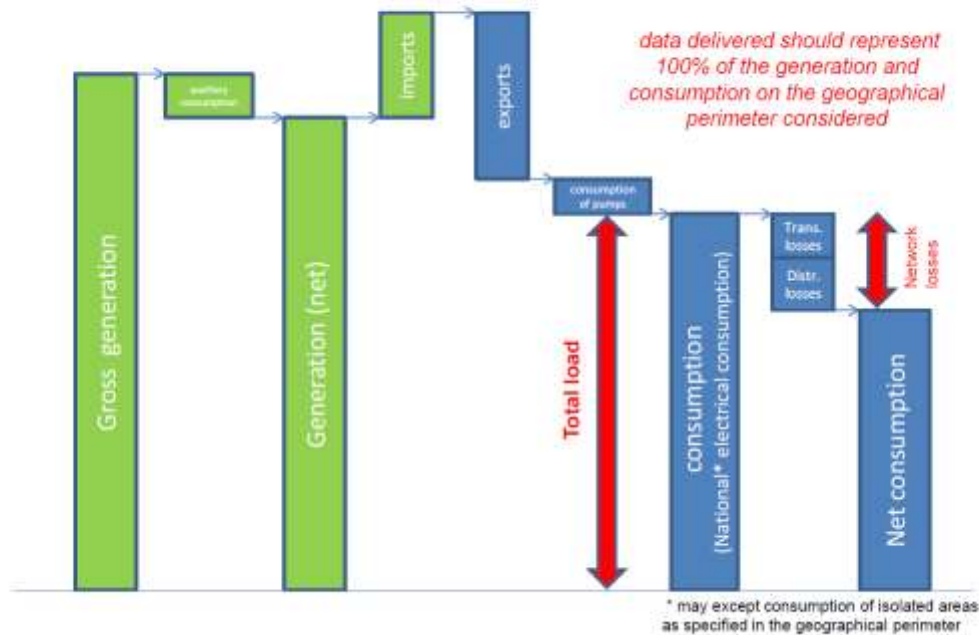 data delivered should represent
100% of the generation and
consumption on the geographical
perimeter considered
Gross generation
auxiliary
consumption
Generation (net)
imports
exports
consumption
of pumps
Total load
consumption
(National* electrical consumption)
Trans.
losses
Distr.
losses
Network
losses
Net consumption
* may except consumption of isolated areas
as specified in the geographical perimeter